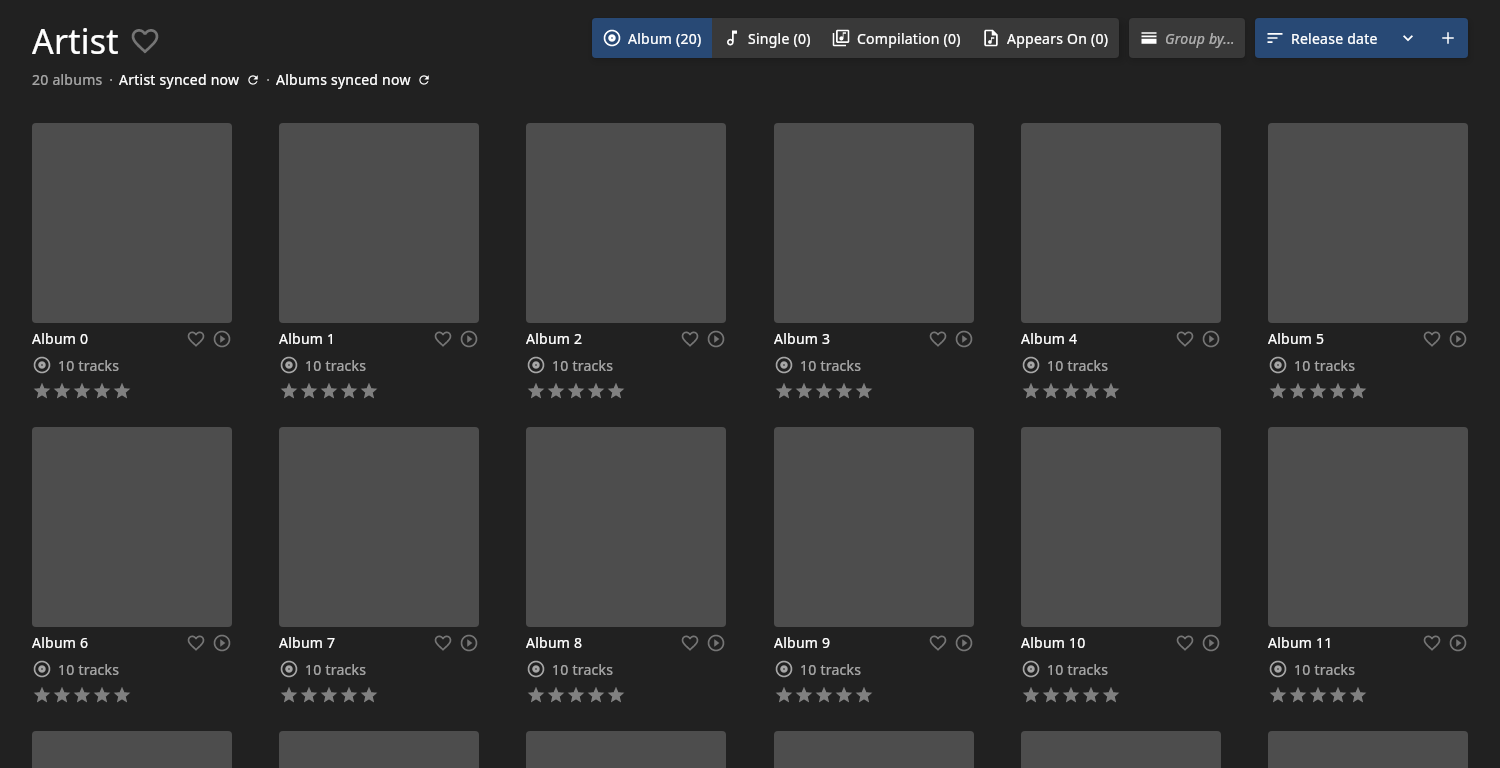 Artist
Album (20) Single (0) Compilation (0) Appears On (0) Group by... Release date
20 albums · Artist synced now · Albums synced now
Album 0 Album 1 Album 2 Album 3 Album 4 Album 5
10 tracks 10 tracks 10 tracks 10 tracks 10 tracks 10 tracks
Album 6 Album 7 Album 8 Album 9 Album 10 Album 11
10 tracks 10 tracks 10 tracks 10 tracks 10 tracks 10 tracks